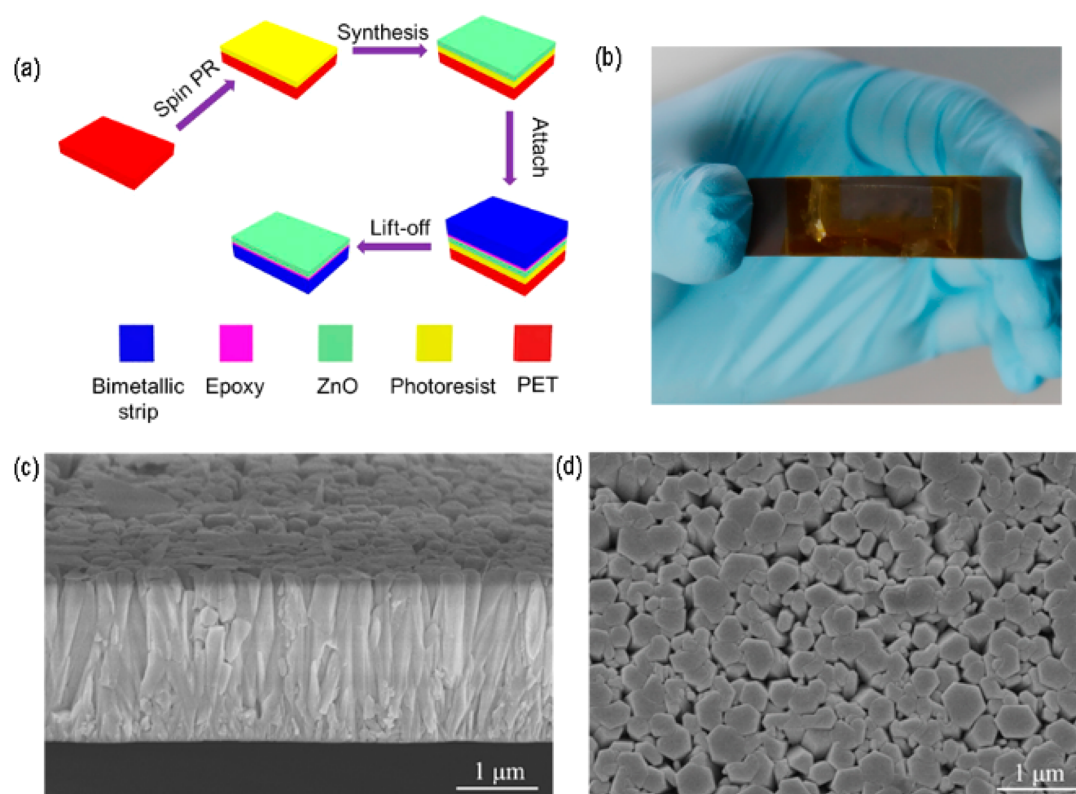 (a)
Spin PR
Synthesis
Attach
Lift-off
Bimetallic
strip
Epoxy
ZnO
Photoresist
PET
(b)
(c)
1 μm
(d)
1 μm